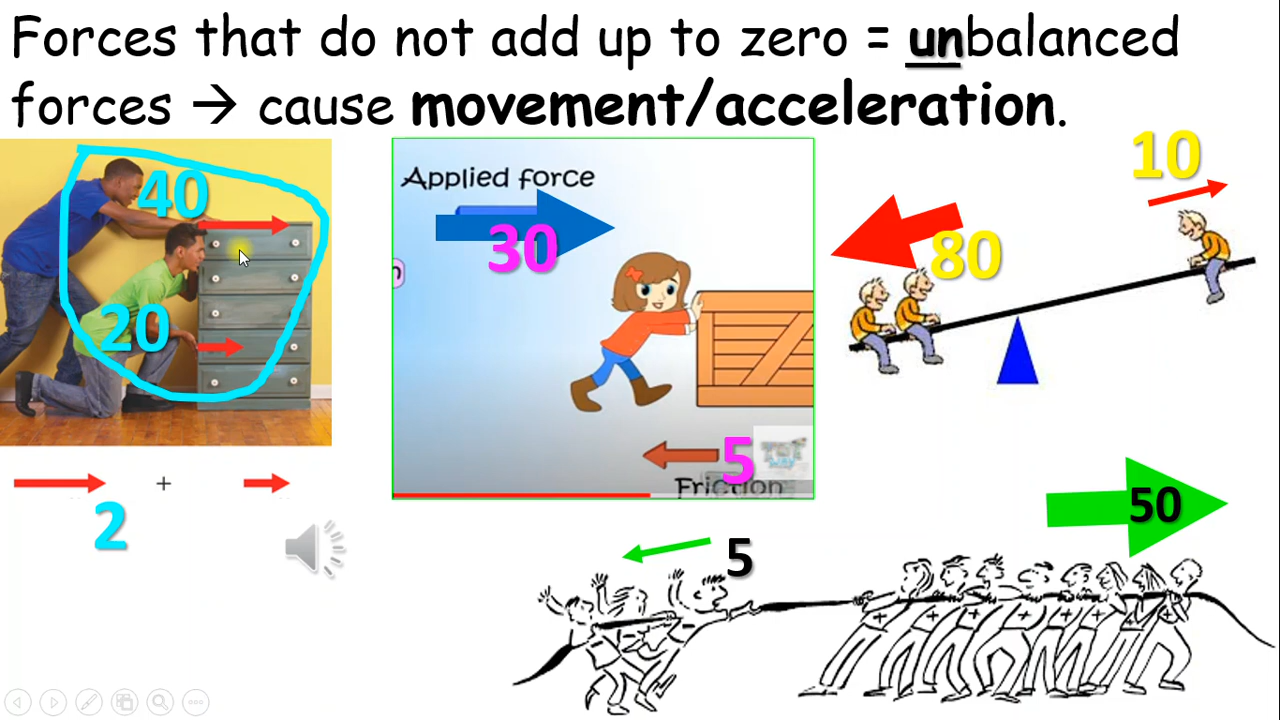 Forces that do not add up to zero = unbalanced
forces → cause movement/acceleration.
40
20
+
2
Applied force
30
n
5
Friction
80
10
5
50